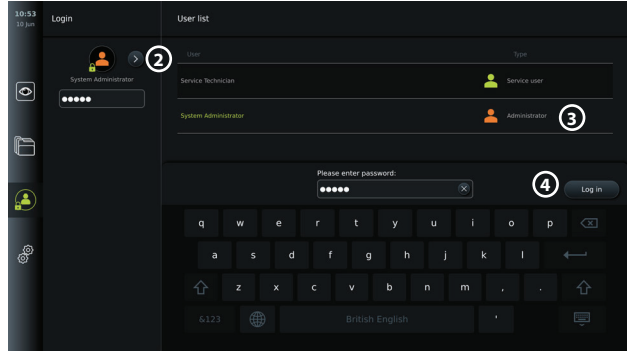 10:53
10 Jun
Login
User list
2
User
Type
System Administrator
●●●●●
Service Technician
Service user
System Administrator
Administrator
3
Please enter password:
●●●●●
4
Log in
q w e r t y u i o p
a s d f g h j k l
z x c v b n m , .
&123
British English
'